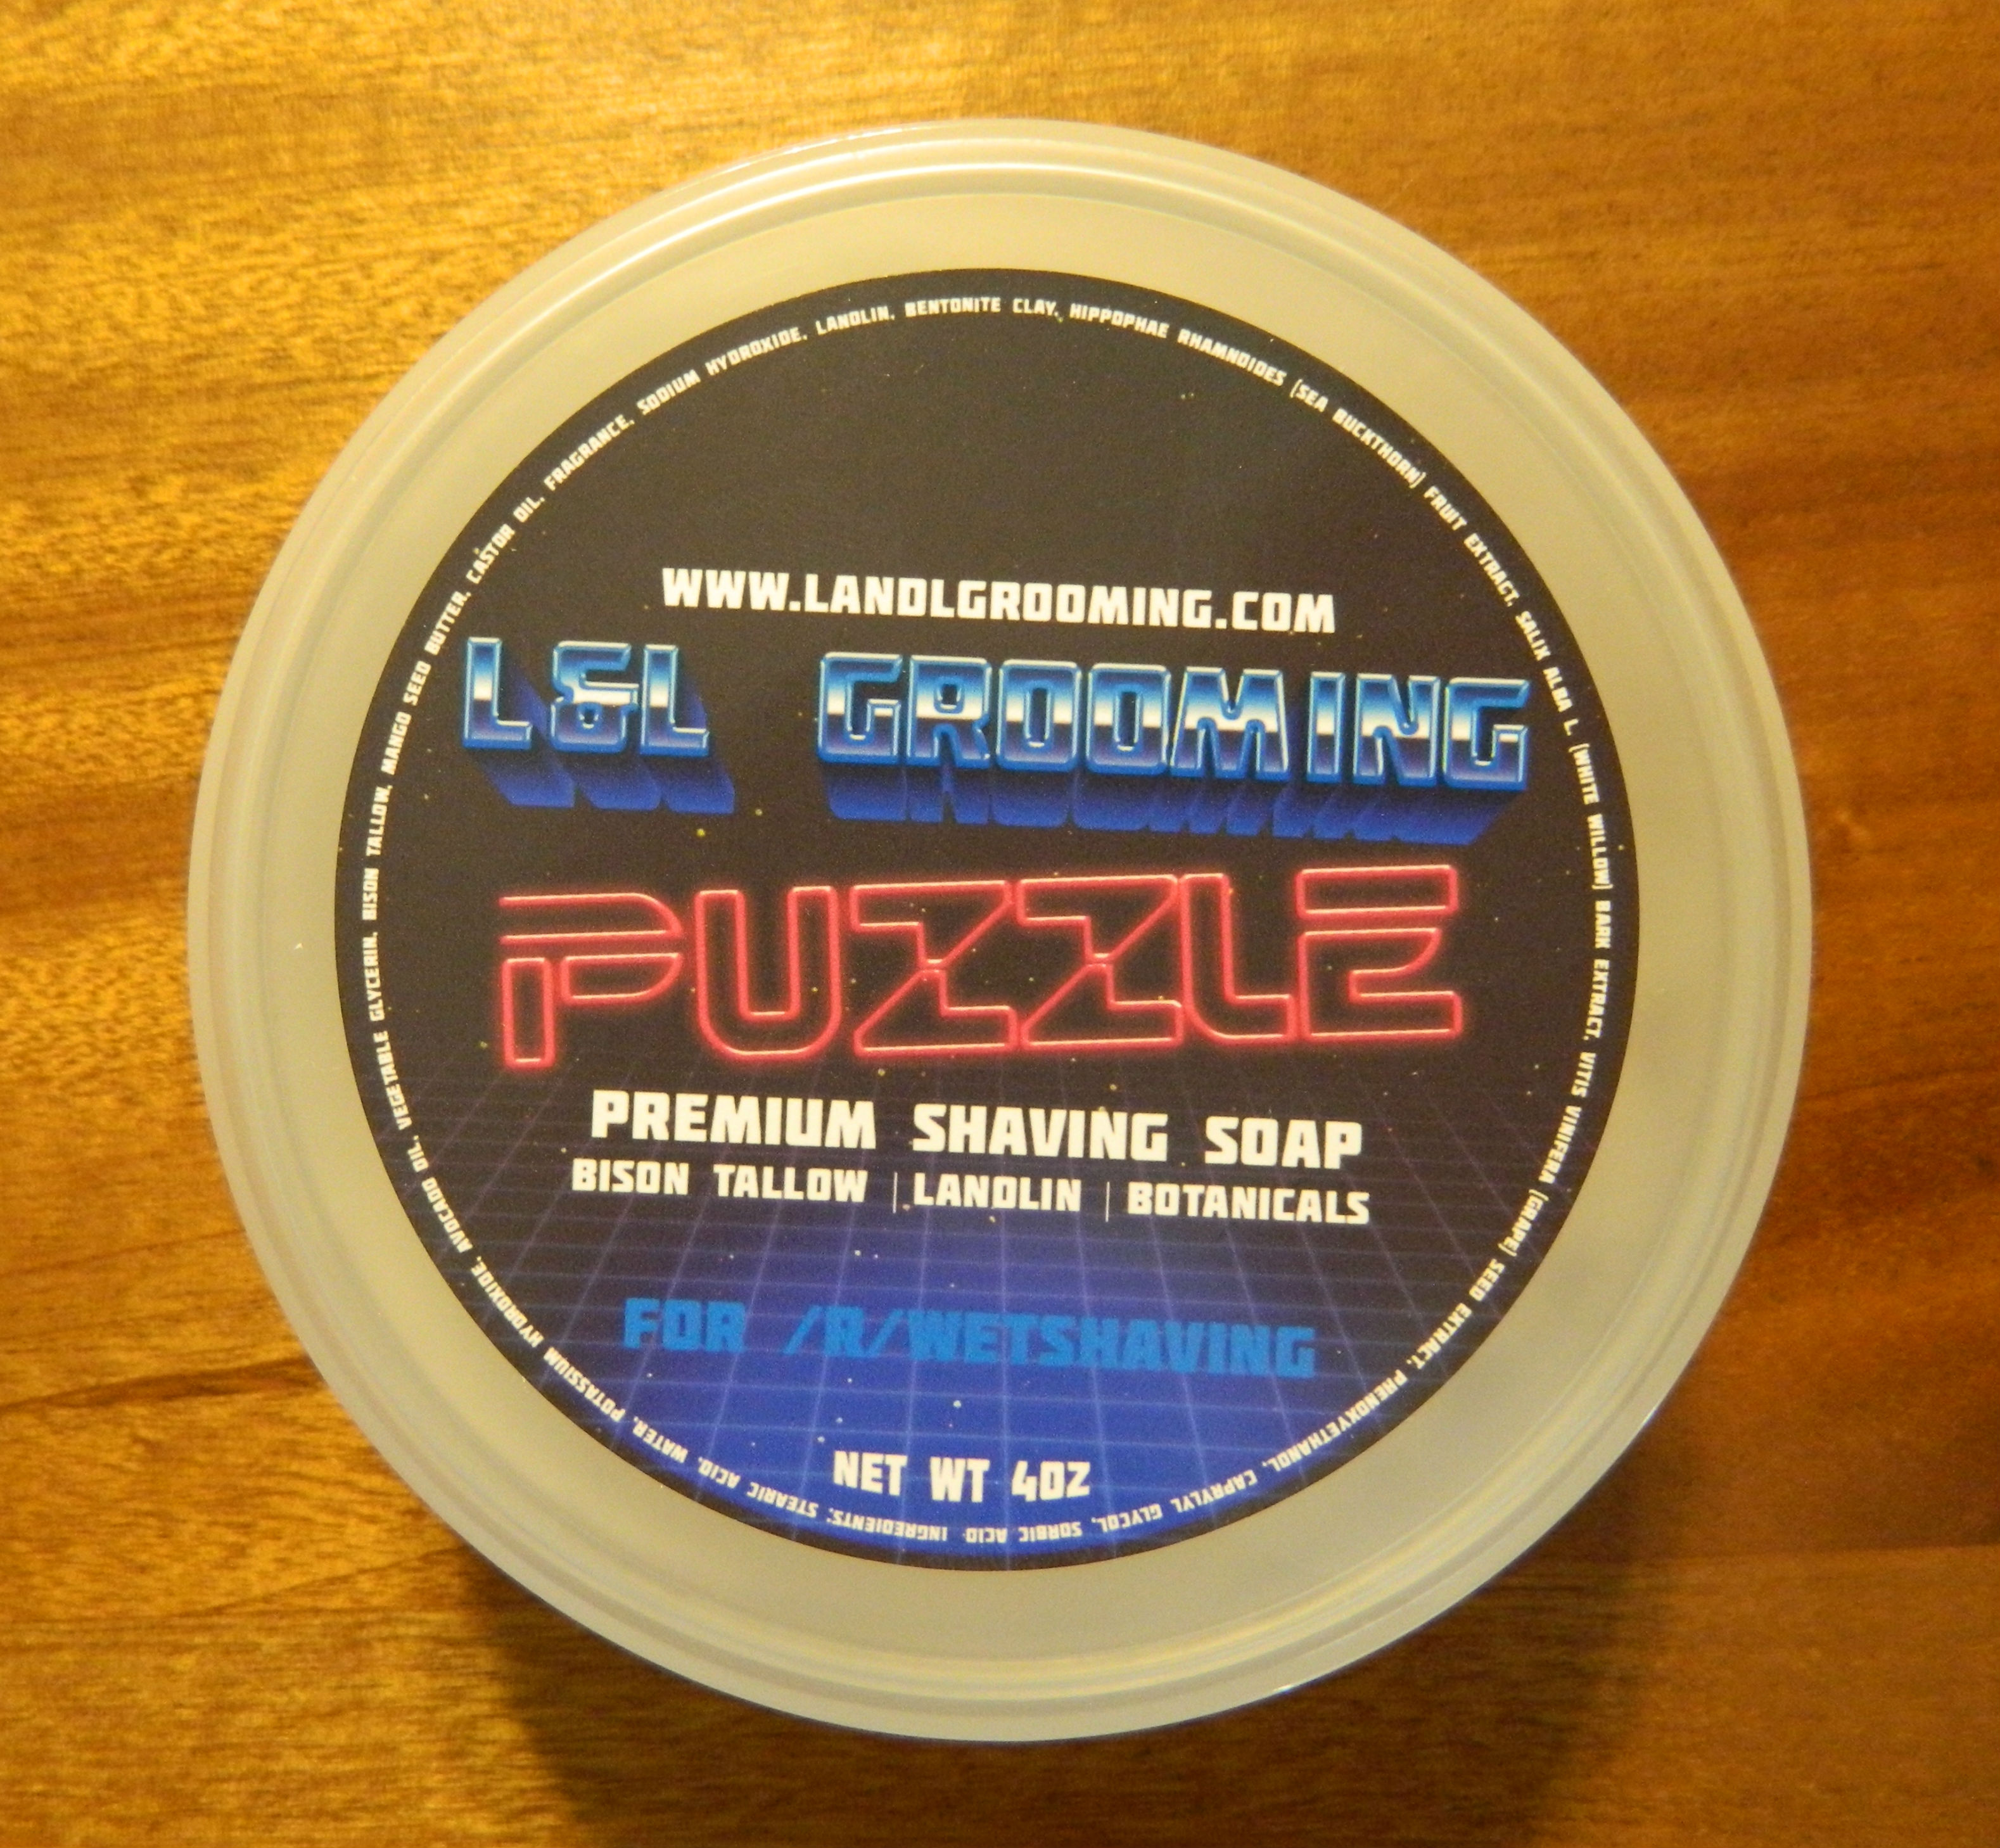 WWW.LANDLGROOMING.COM
L&L GROOMING
PUZZLE
PREMIUM SHAVING SOAP
BISON TALLOW | LANOLIN | BOTANICALS
FOR /R/WETSHAVING
NET WT 4OZ
INGREDIENTS: STEARIC ACID, WATER, POTASSIUM HYDROXIDE, AVOCADO OIL, VEGETABLE GLYCERIN, BISON TALLOW, MANGO SEED BUTTER, CASTOR OIL, FRAGRANCE, SODIUM HYDROXIDE, LANOLIN, BENTONITE CLAY, HIPPOPHAE RHAMNOIDES (SEA BUCKTHORN) FRUIT EXTRACT, SALIX ALBA L. (WHITE WILLOW) BARK EXTRACT, VITIS VINIFERA (GRAPE) SEED EXTRACT, PHENOXYETHANOL, CAPRYLYL GLYCOL, SORBIC ACID